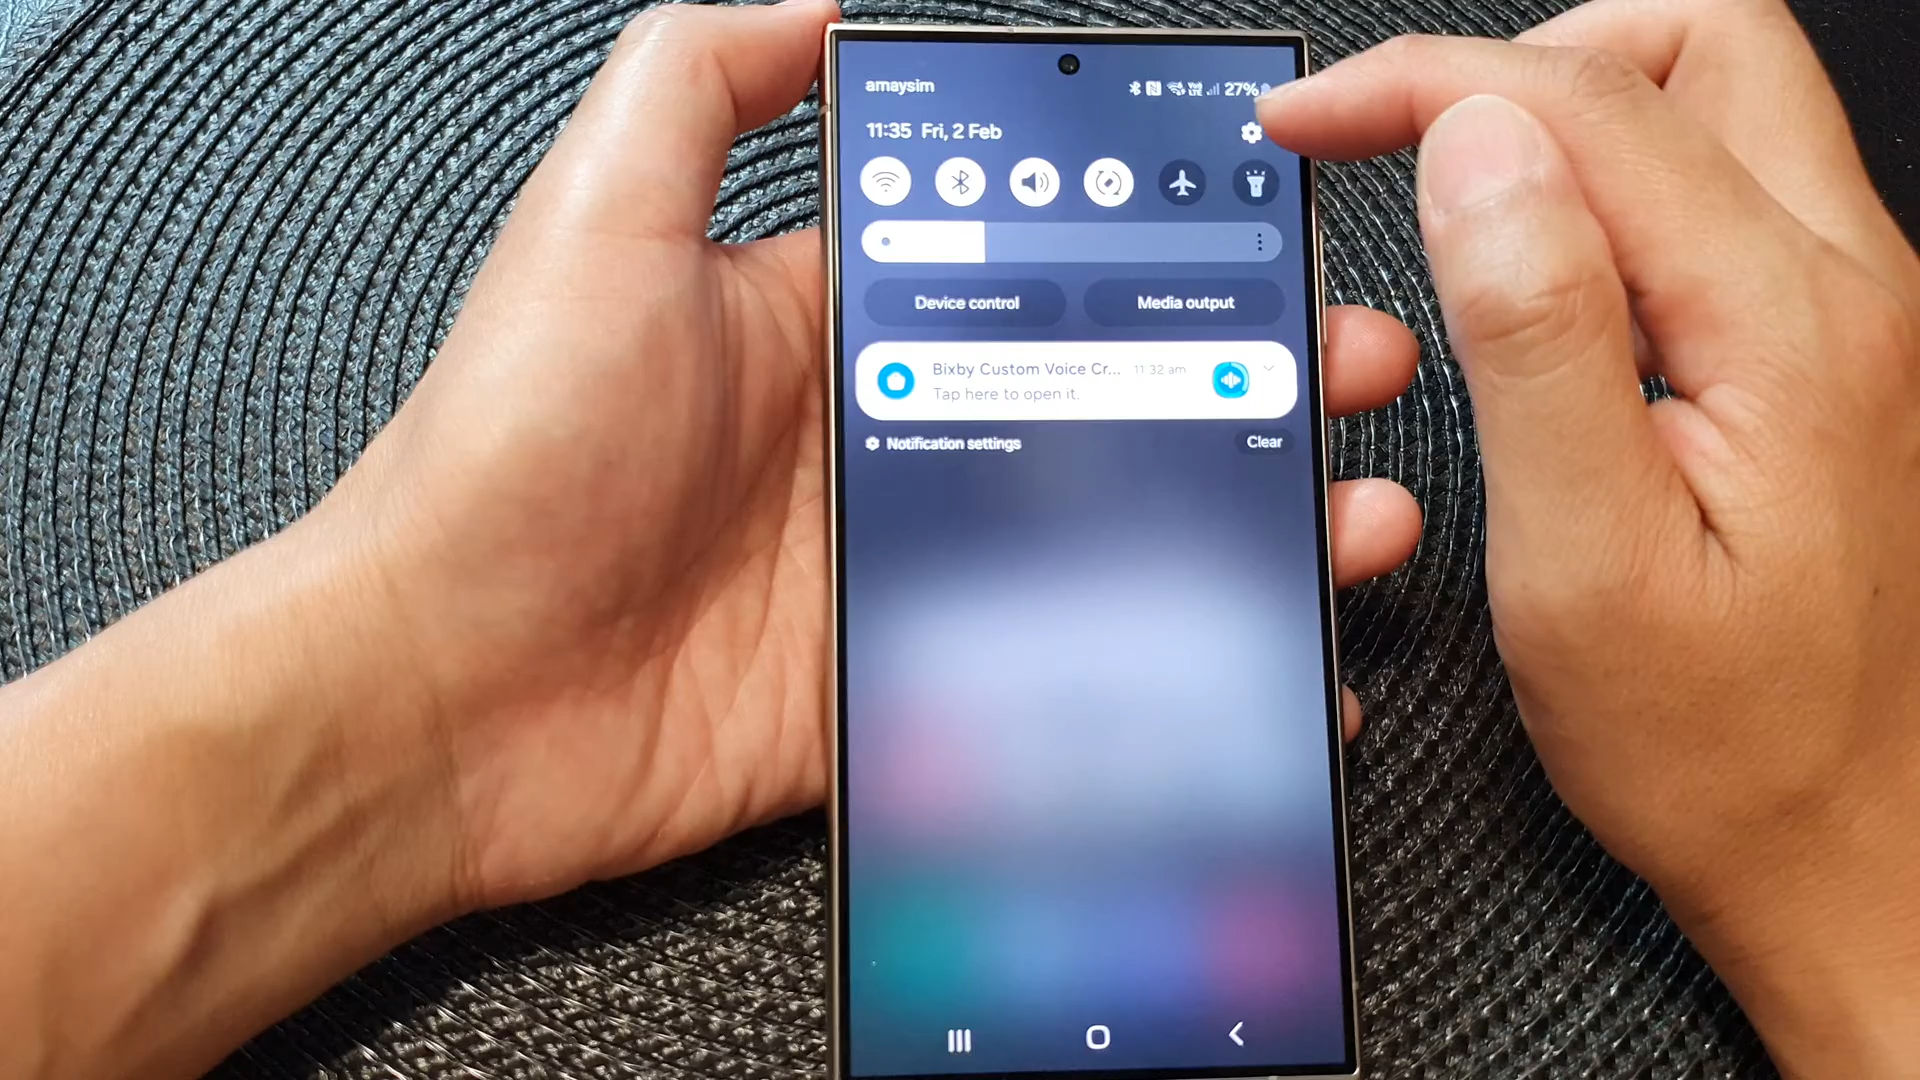 amaysim
27%
11:35 Fri, 2 Feb
Device control
Media output
Bixby Custom Voice Cr... 11:32 am
Tap here to open it.
Notification settings
Clear